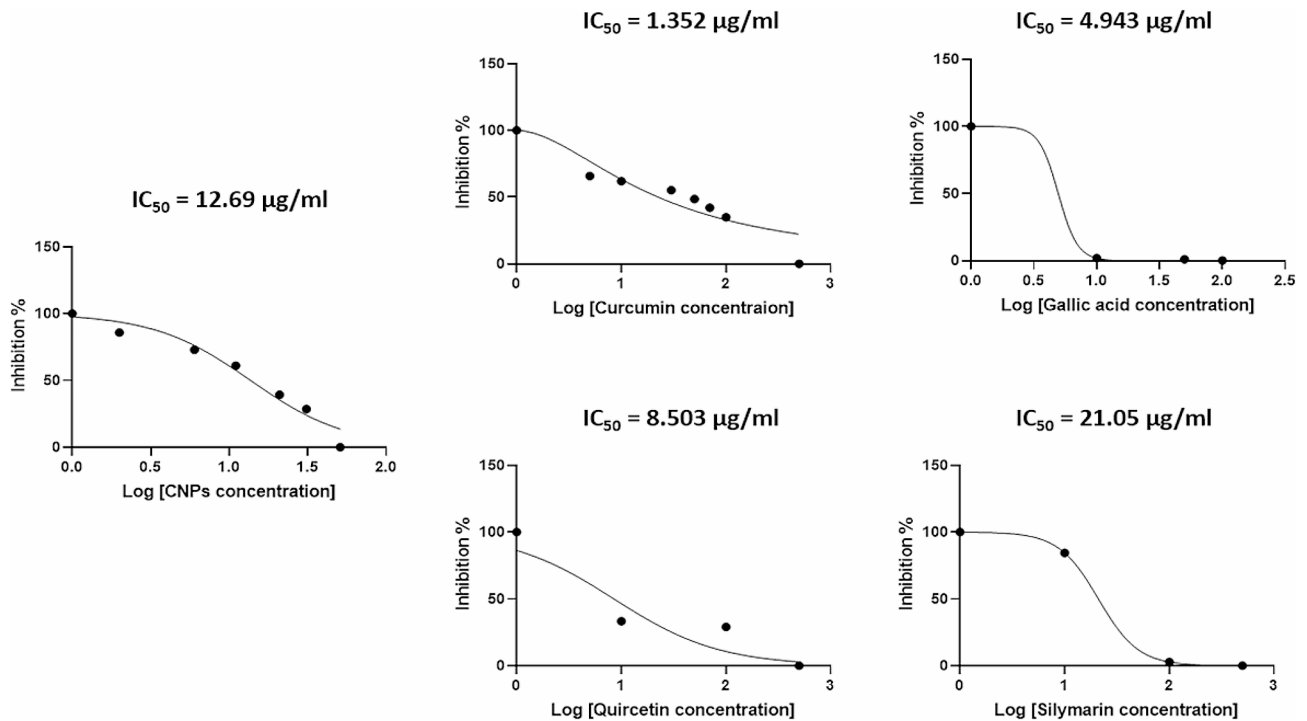 IC50 = 12.69 µg/ml
150
100
50
0
Inhibition %
0.0 0.5 1.0 1.5 2.0
Log [CNPs concentration]
IC50 = 1.352 µg/ml
150
100
50
0
Inhibition %
0 1 2 3
Log [Curcumin concentraion]
IC50 = 4.943 µg/ml
150
100
50
0
Inhibition %
0.0 0.5 1.0 1.5 2.0 2.5
Log [Gallic acid concentration]
IC50 = 8.503 µg/ml
150
100
50
0
Inhibition %
0 1 2 3
Log [Quircetin concentration]
IC50 = 21.05 µg/ml
150
100
50
0
Inhibition %
0 1 2 3
Log [Silymarin concentration]